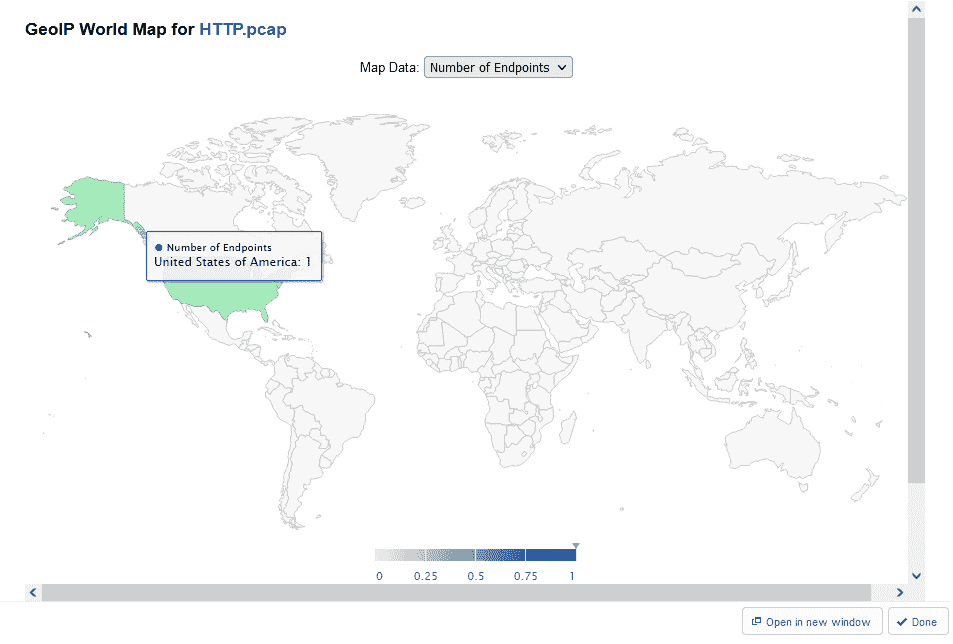 GeoIP World Map for HTTP.pcap
Map Data: Number of Endpoints
Number of Endpoints
United States of America: 1
0 0.25 0.5 0.75 1
Open in new window Done